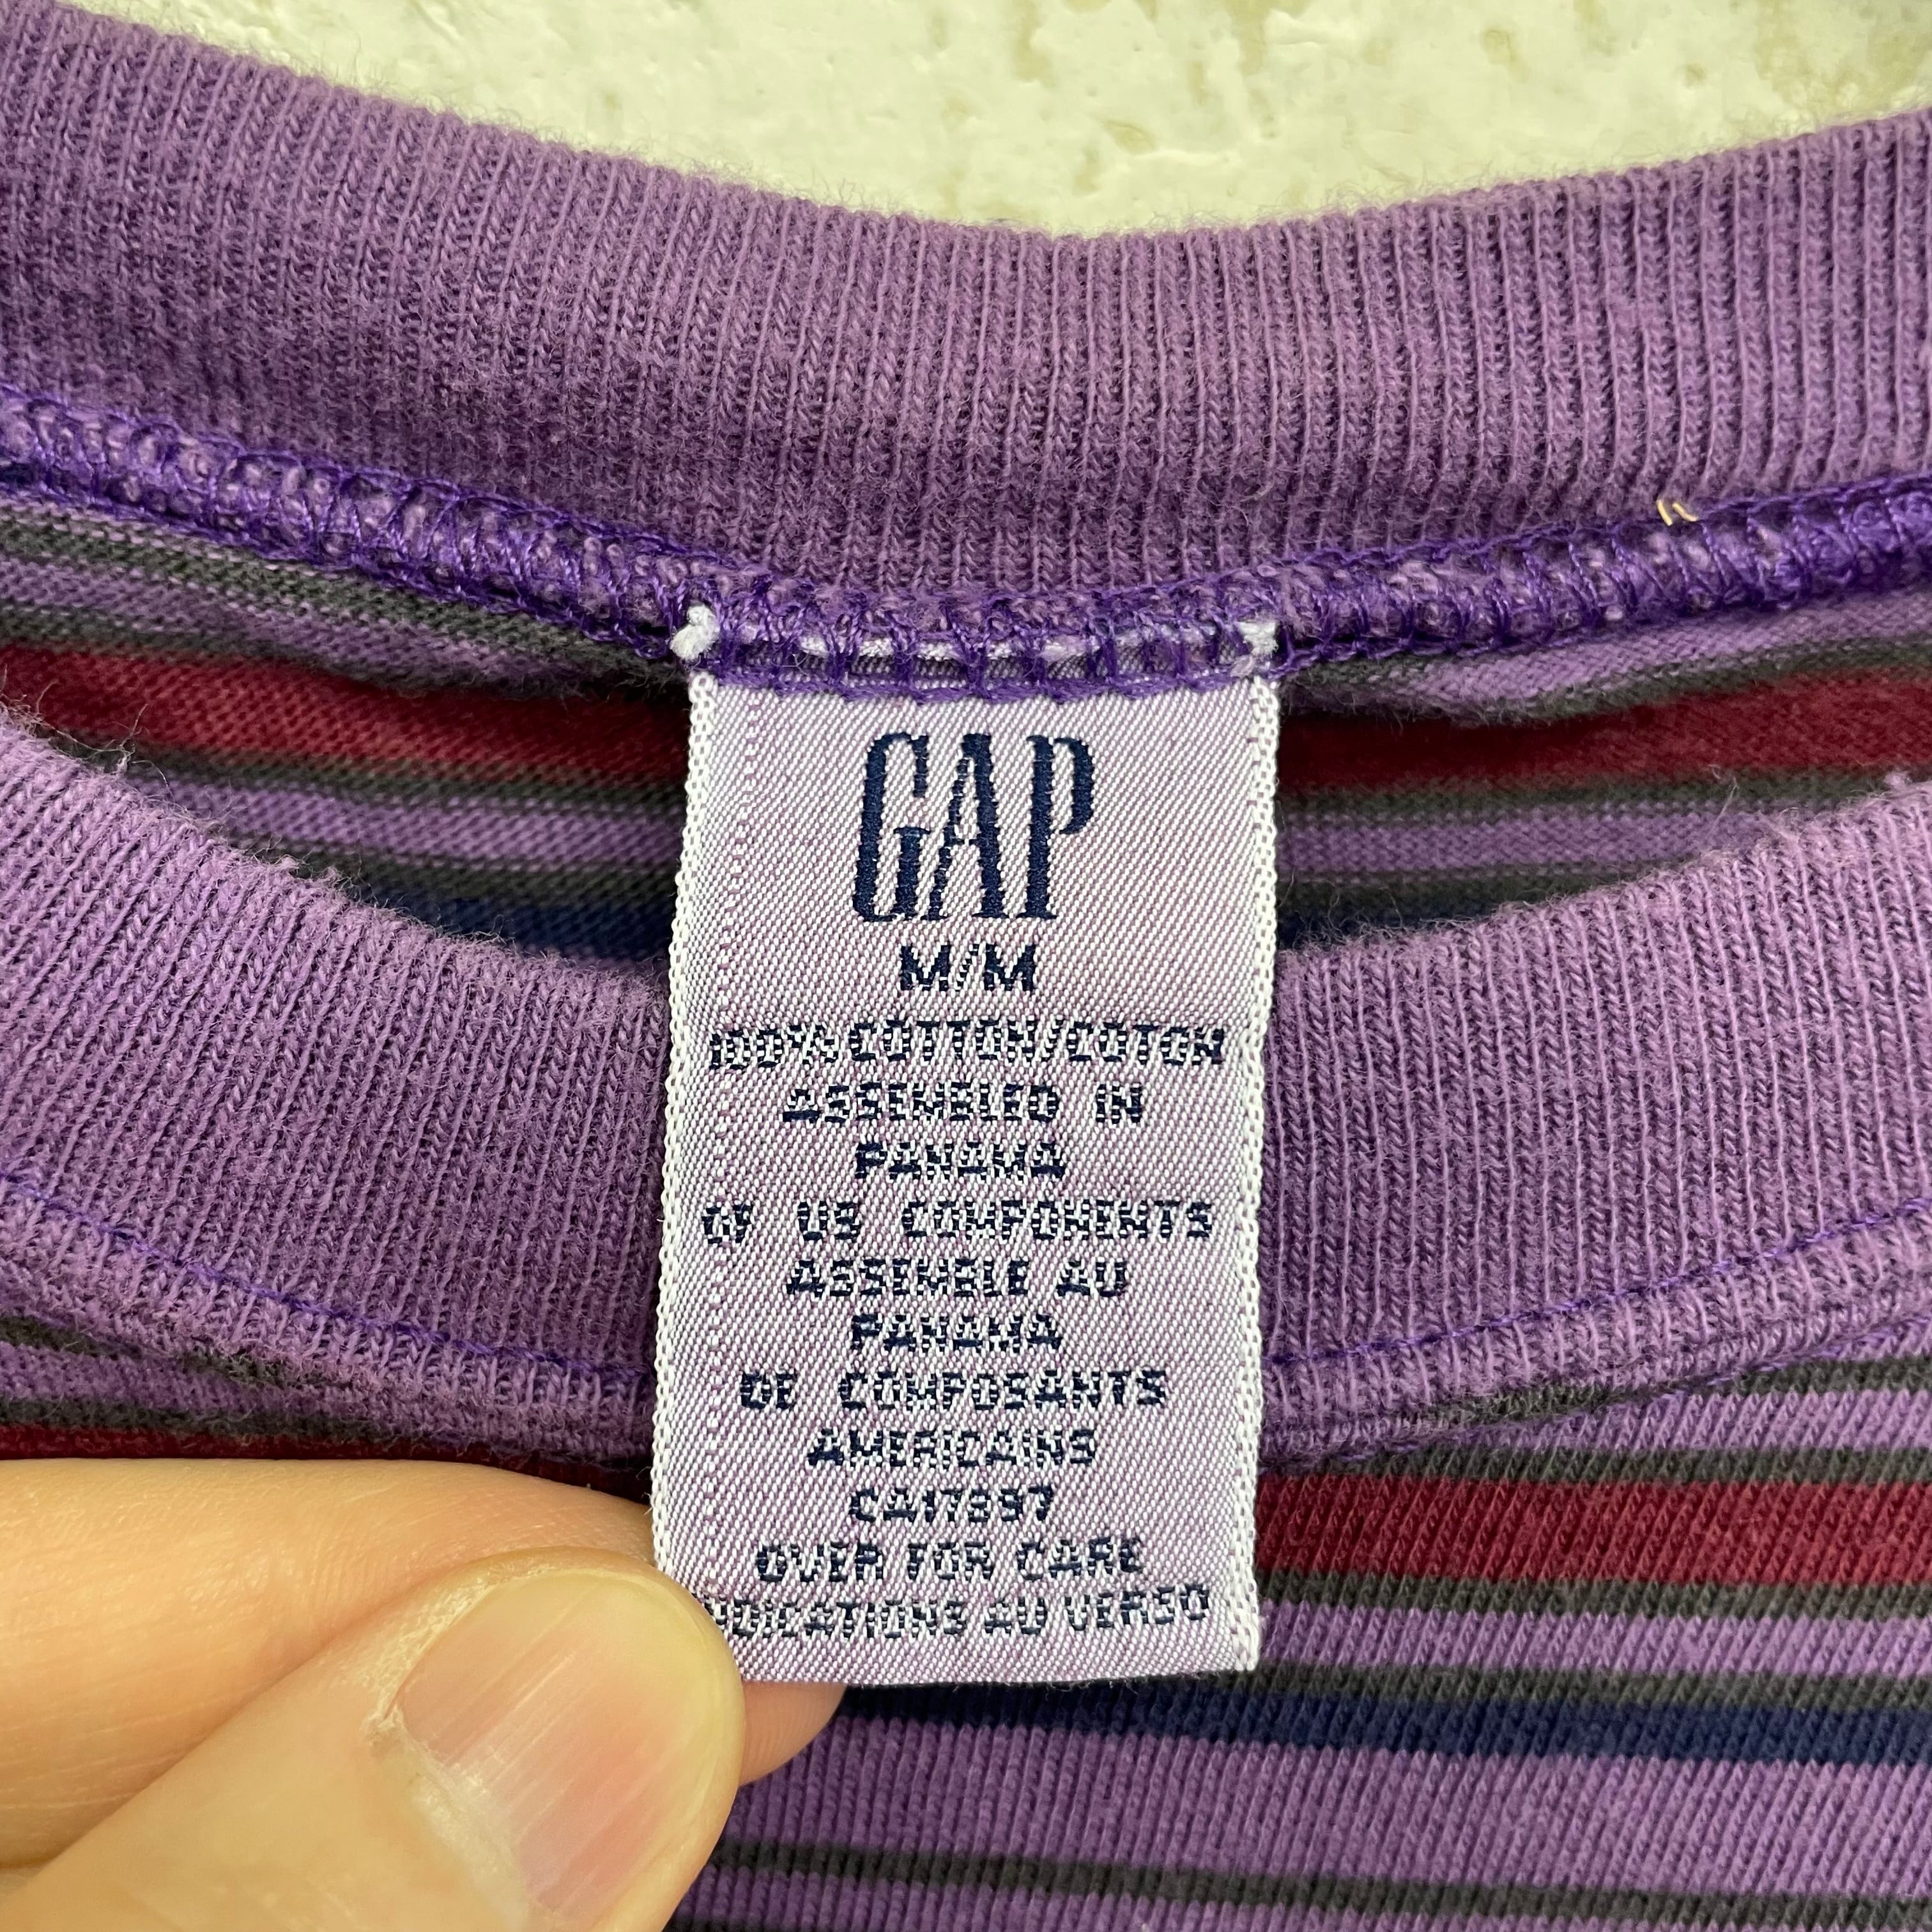 GAP
M/M
100% COTTON/COTON
ASSEMBLED IN
PANAMA
OF US COMPONENTS
ASSEMBLE AU
PANAMA
DE COMPOSANTS
AMERICAINS
CA17897
OVER FOR CARE
AU VERSO